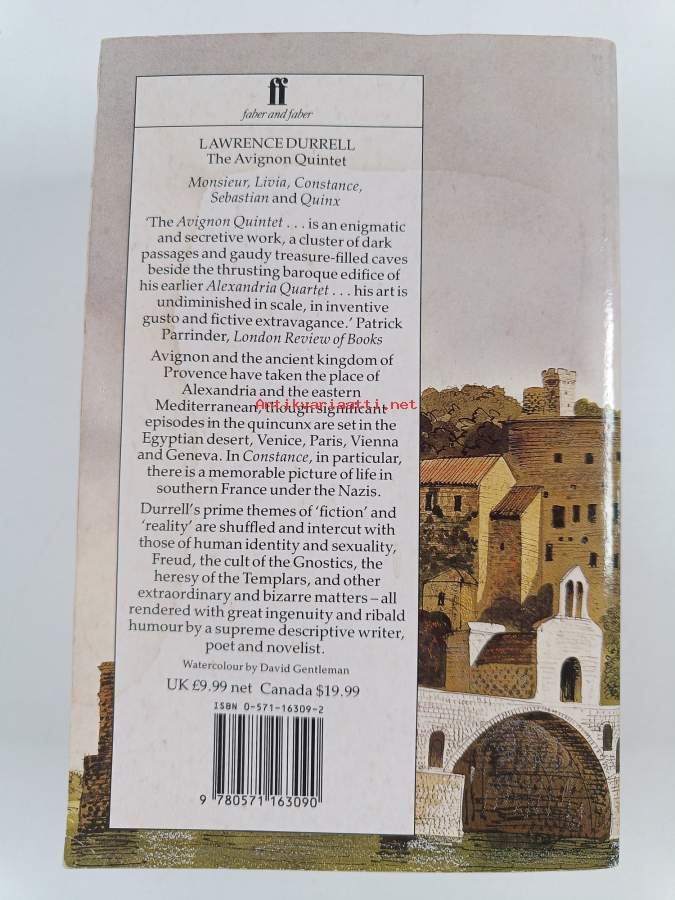 ff
faber and faber
LAWRENCE DURRELL
The Avignon Quintet
Monsieur, Livia, Constance,
Sebastian and Quinx
‘The Avignon Quintet . . . is an enigmatic
and secretive work, a cluster of dark
passages and gaudy treasure-filled caves
beside the thrusting baroque edifice of
his earlier Alexandria Quartet . . . his art is
undiminished in scale, in inventive
gusto and fictive extravagance.’ Patrick
Parrinder, London Review of Books
Avignon and the ancient kingdom of
Provence have taken the place of
Alexandria and the eastern
Mediterranean, though significant
Antikvariaatti.net
episodes in the quincunx are set in the
Egyptian desert, Venice, Paris, Vienna
and Geneva. In Constance, in particular,
there is a memorable picture of life in
southern France under the Nazis.
Durrell’s prime themes of ‘fiction’ and
‘reality’ are shuffled and intercut with
those of human identity and sexuality,
Freud, the cult of the Gnostics, the
heresy of the Templars, and other
extraordinary and bizarre matters – all
rendered with great ingenuity and ribald
humour by a supreme descriptive writer,
poet and novelist.
Watercolour by David Gentleman
UK £9.99 net Canada $19.99
ISBN 0-571-16309-2
9 780571 163090